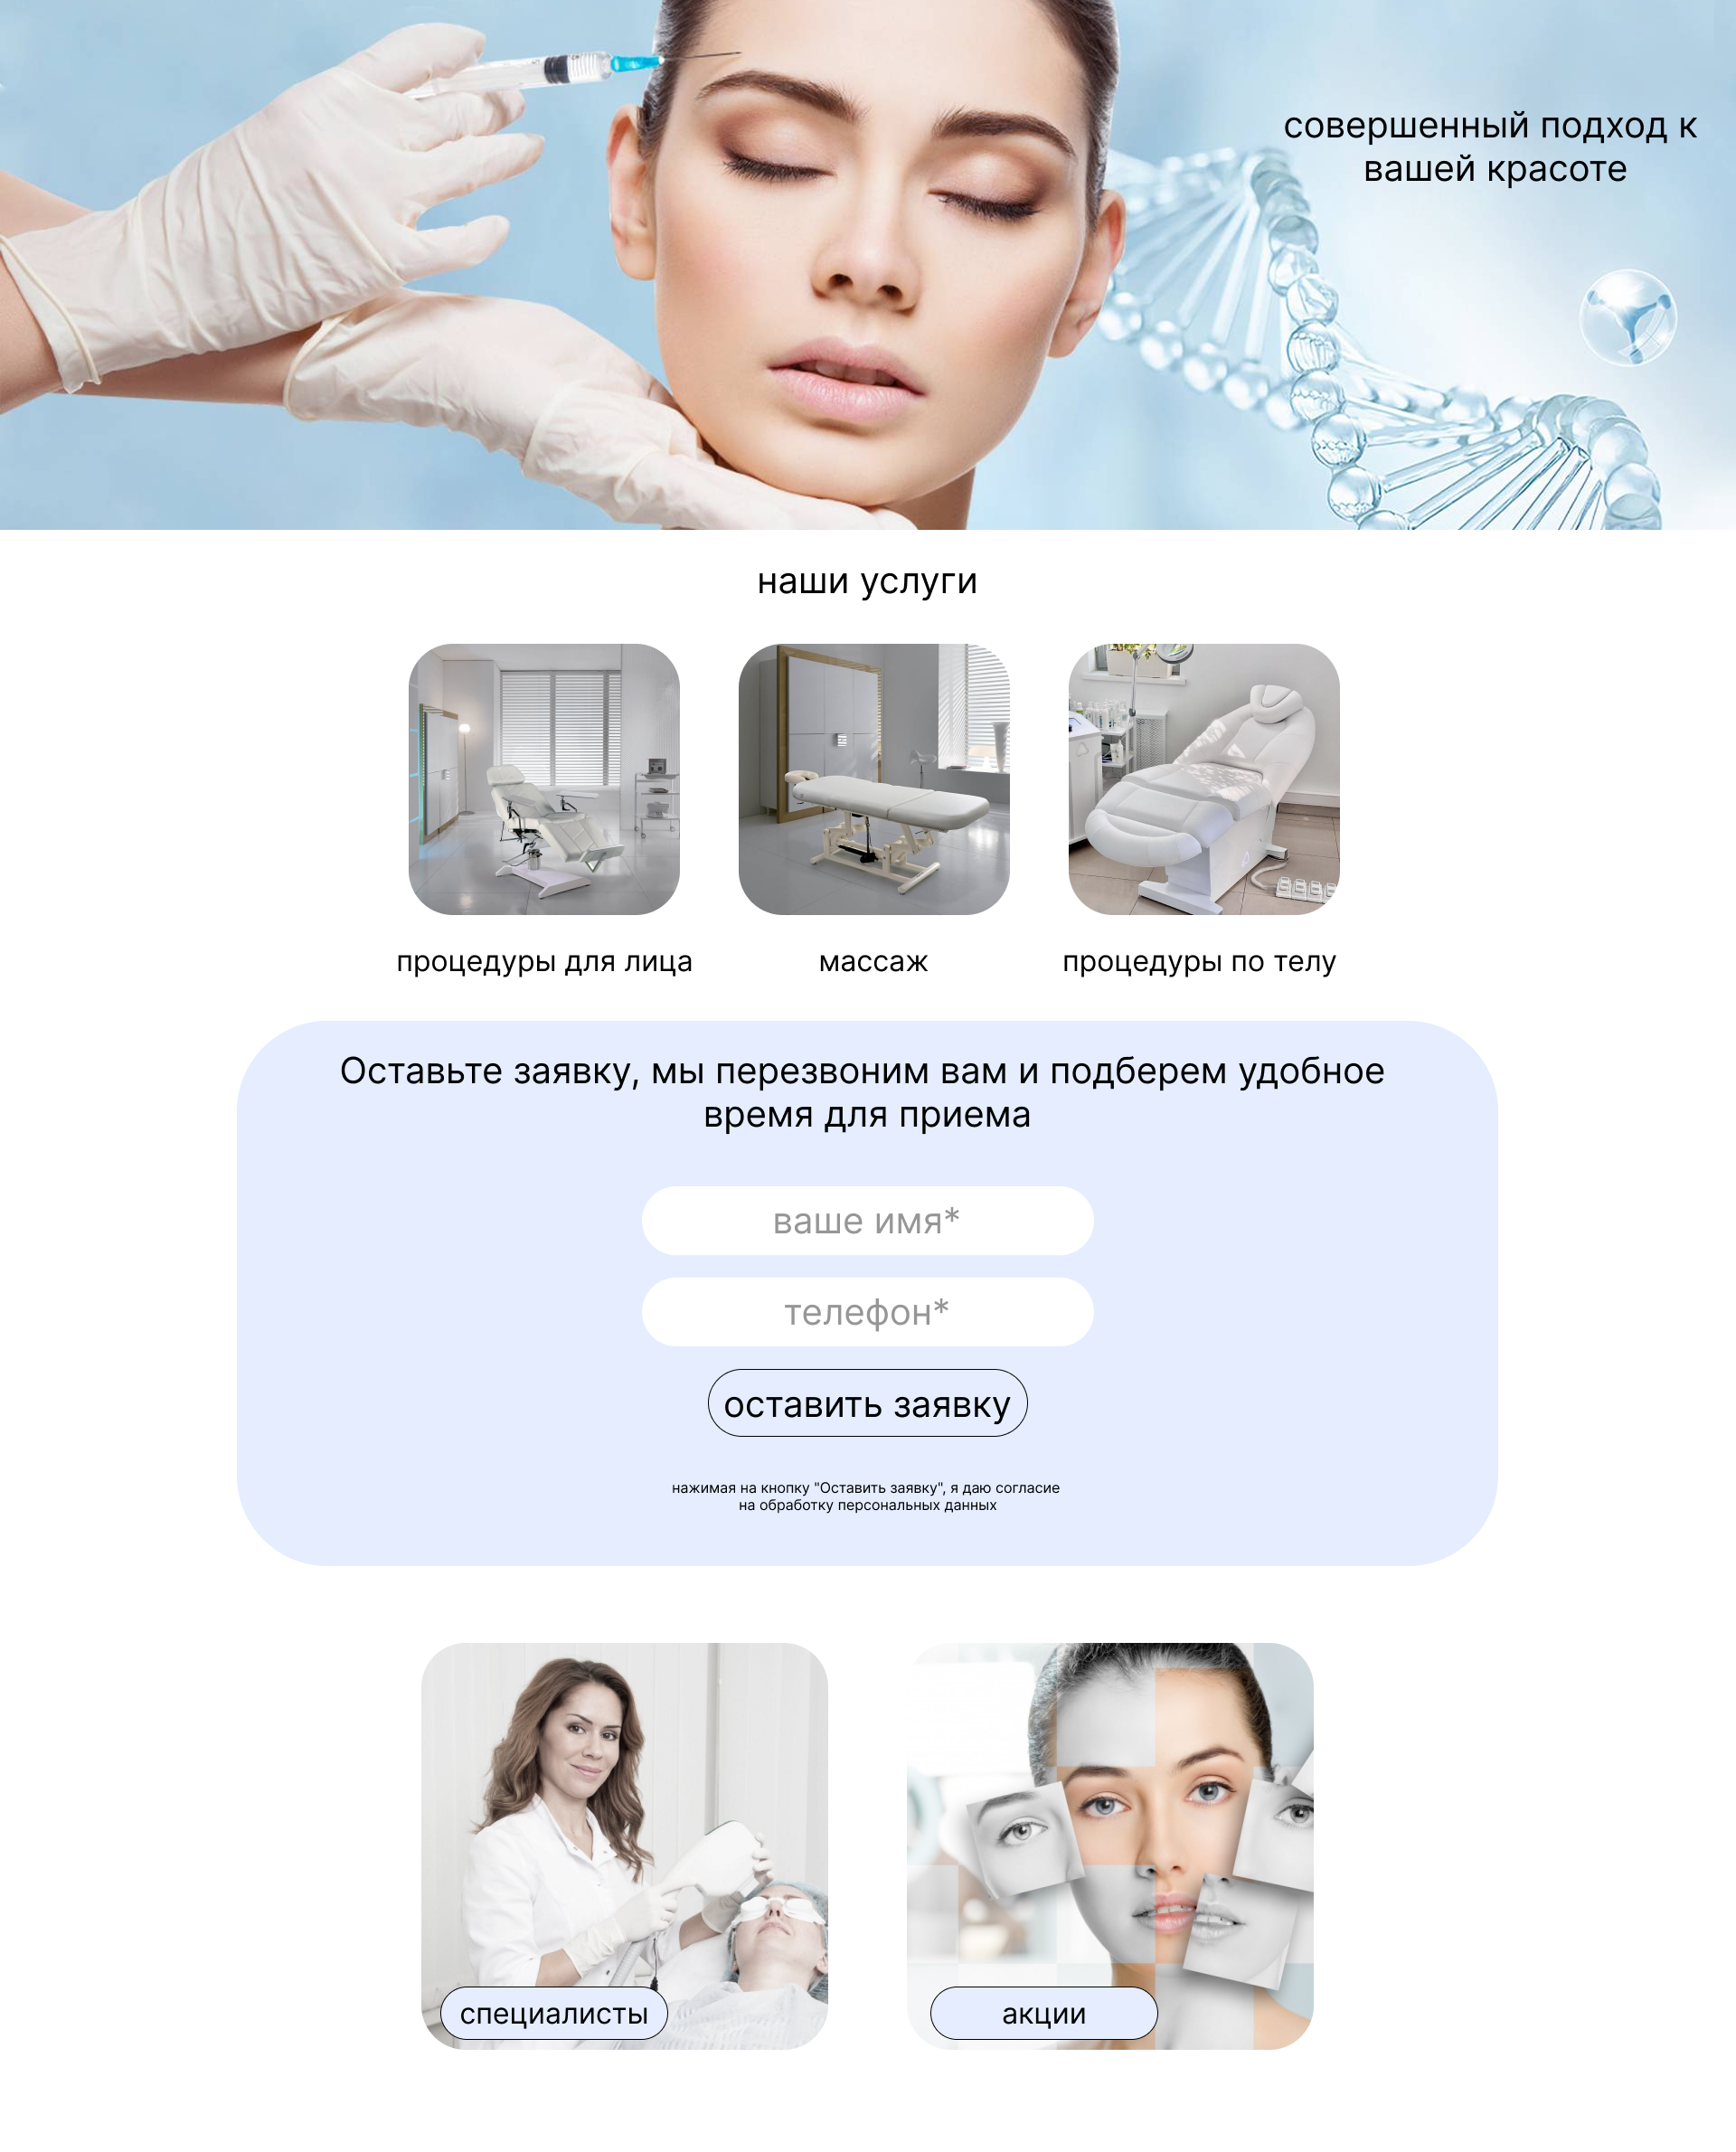 совершенный подход к
вашей красоте
наши услуги
процедуры для лица
массаж
процедуры по телу
Оставьте заявку, мы перезвоним вам и подберем удобное
время для приема
ваше имя*
телефон*
оставить заявку
нажимая на кнопку "Оставить заявку", я даю согласие
на обработку персональных данных
специалисты
акции